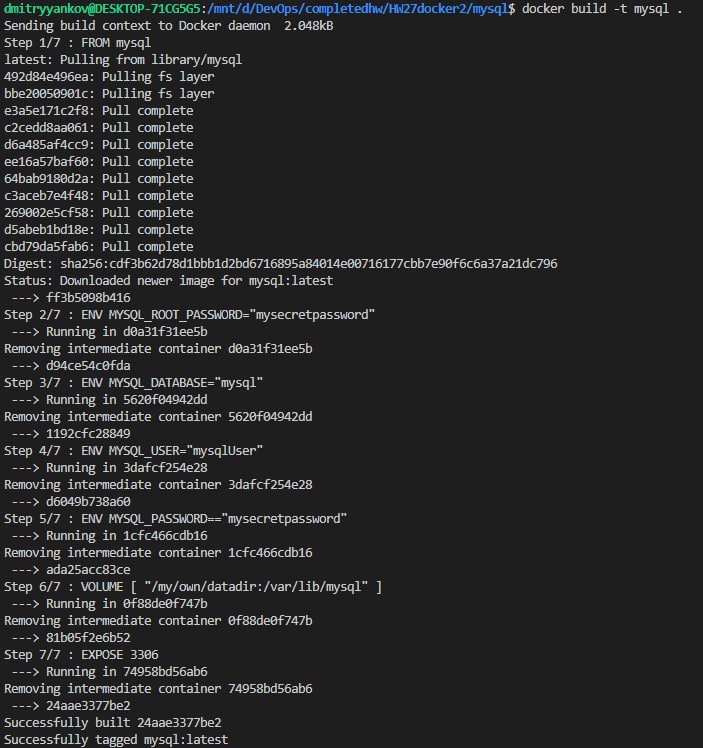 dmitryyankov@DESKTOP-71CG5G5:/mnt/d/DevOps/completedhw/HW27docker2/mysql$ docker build -t mysql .
Sending build context to Docker daemon  2.048kB
Step 1/7 : FROM mysql
latest: Pulling from library/mysql
492d84e496ea: Pulling fs layer
bbe20050901c: Pulling fs layer
e3a5e171c2f8: Pull complete
c2cedd8aa061: Pull complete
d6a485af4cc9: Pull complete
ee16a57baf60: Pull complete
64bab9180d2a: Pull complete
c3aceb7e4f48: Pull complete
269002e5cf58: Pull complete
d5abeb1bd18e: Pull complete
cbd79da5fab6: Pull complete
Digest: sha256:cdf3b62d78d1bbb1d2bd6716895a84014e00716177cbb7e90f6c6a37a21dc796
Status: Downloaded newer image for mysql:latest
 ---> ff3b5098b416
Step 2/7 : ENV MYSQL_ROOT_PASSWORD="mysecretpassword"
 ---> Running in d0a31f31ee5b
Removing intermediate container d0a31f31ee5b
 ---> d94ce54c0fda
Step 3/7 : ENV MYSQL_DATABASE="mysql"
 ---> Running in 5620f04942dd
Removing intermediate container 5620f04942dd
 ---> 1192cfc28849
Step 4/7 : ENV MYSQL_USER="mysqlUser"
 ---> Running in 3dafcf254e28
Removing intermediate container 3dafcf254e28
 ---> d6049b738a60
Step 5/7 : ENV MYSQL_PASSWORD=="mysecretpassword"
 ---> Running in 1cfc466cdb16
Removing intermediate container 1cfc466cdb16
 ---> ada25acc83ce
Step 6/7 : VOLUME [ "/my/own/datadir:/var/lib/mysql" ]
 ---> Running in 0f88de0f747b
Removing intermediate container 0f88de0f747b
 ---> 81b05f2e6b52
Step 7/7 : EXPOSE 3306
 ---> Running in 74958bd56ab6
Removing intermediate container 74958bd56ab6
 ---> 24aae3377be2
Successfully built 24aae3377be2
Successfully tagged mysql:latest